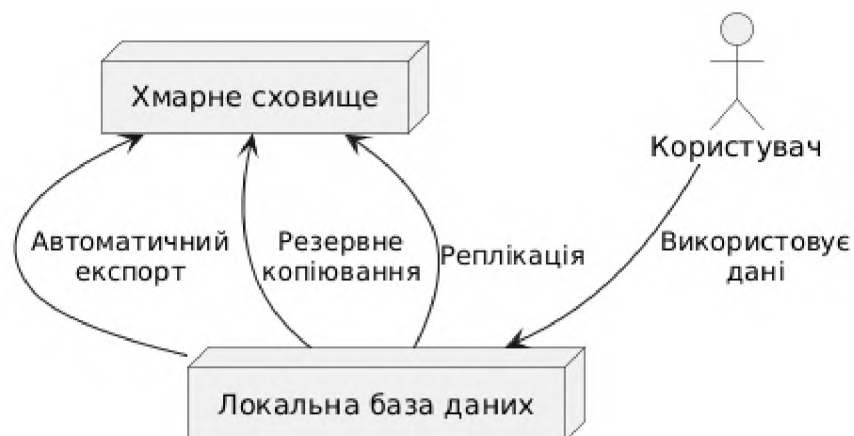 Хмарне сховище
Користувач
Автоматичний
експорт
Резервне
копіювання
Реплікація
Використовує
дані
Локальна база даних